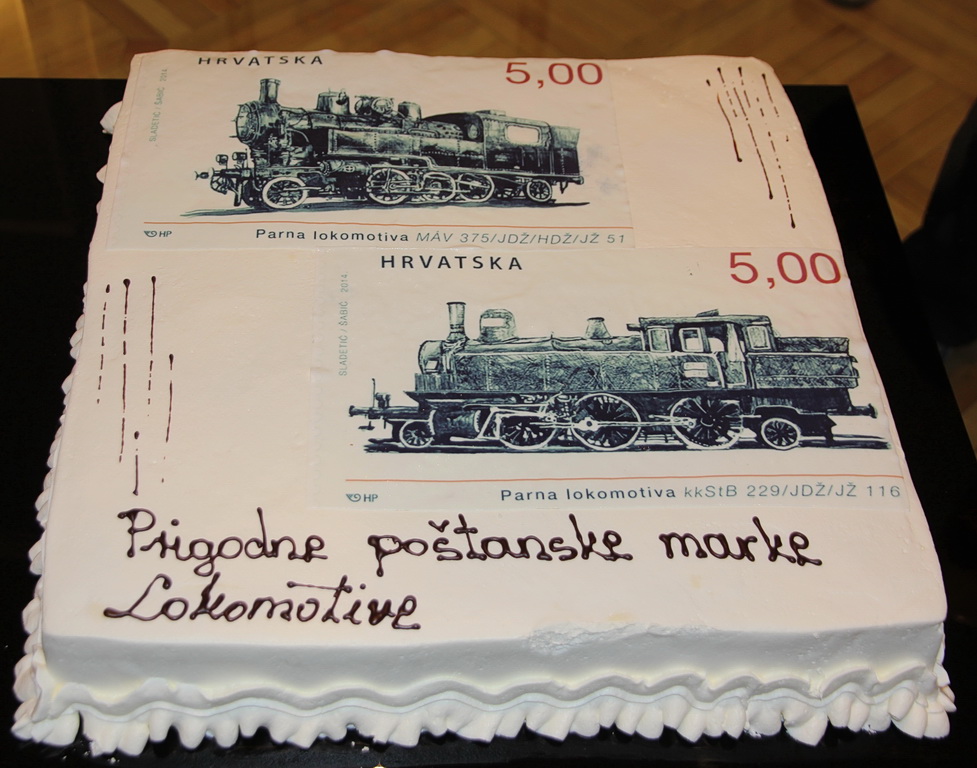 HRVATSKA
5,00
SLADETIĆ / ŠABIĆ 2014.
HP
Parna lokomotiva MÁV 375/JDŽ/HDŽ/JŽ 51
HRVATSKA
5,00
SLADETIĆ / ŠABIĆ 2014.
HP
Parna lokomotiva kkStB 229/JDŽ/JŽ 116
Prigodne poštanske marke
Lokomotive